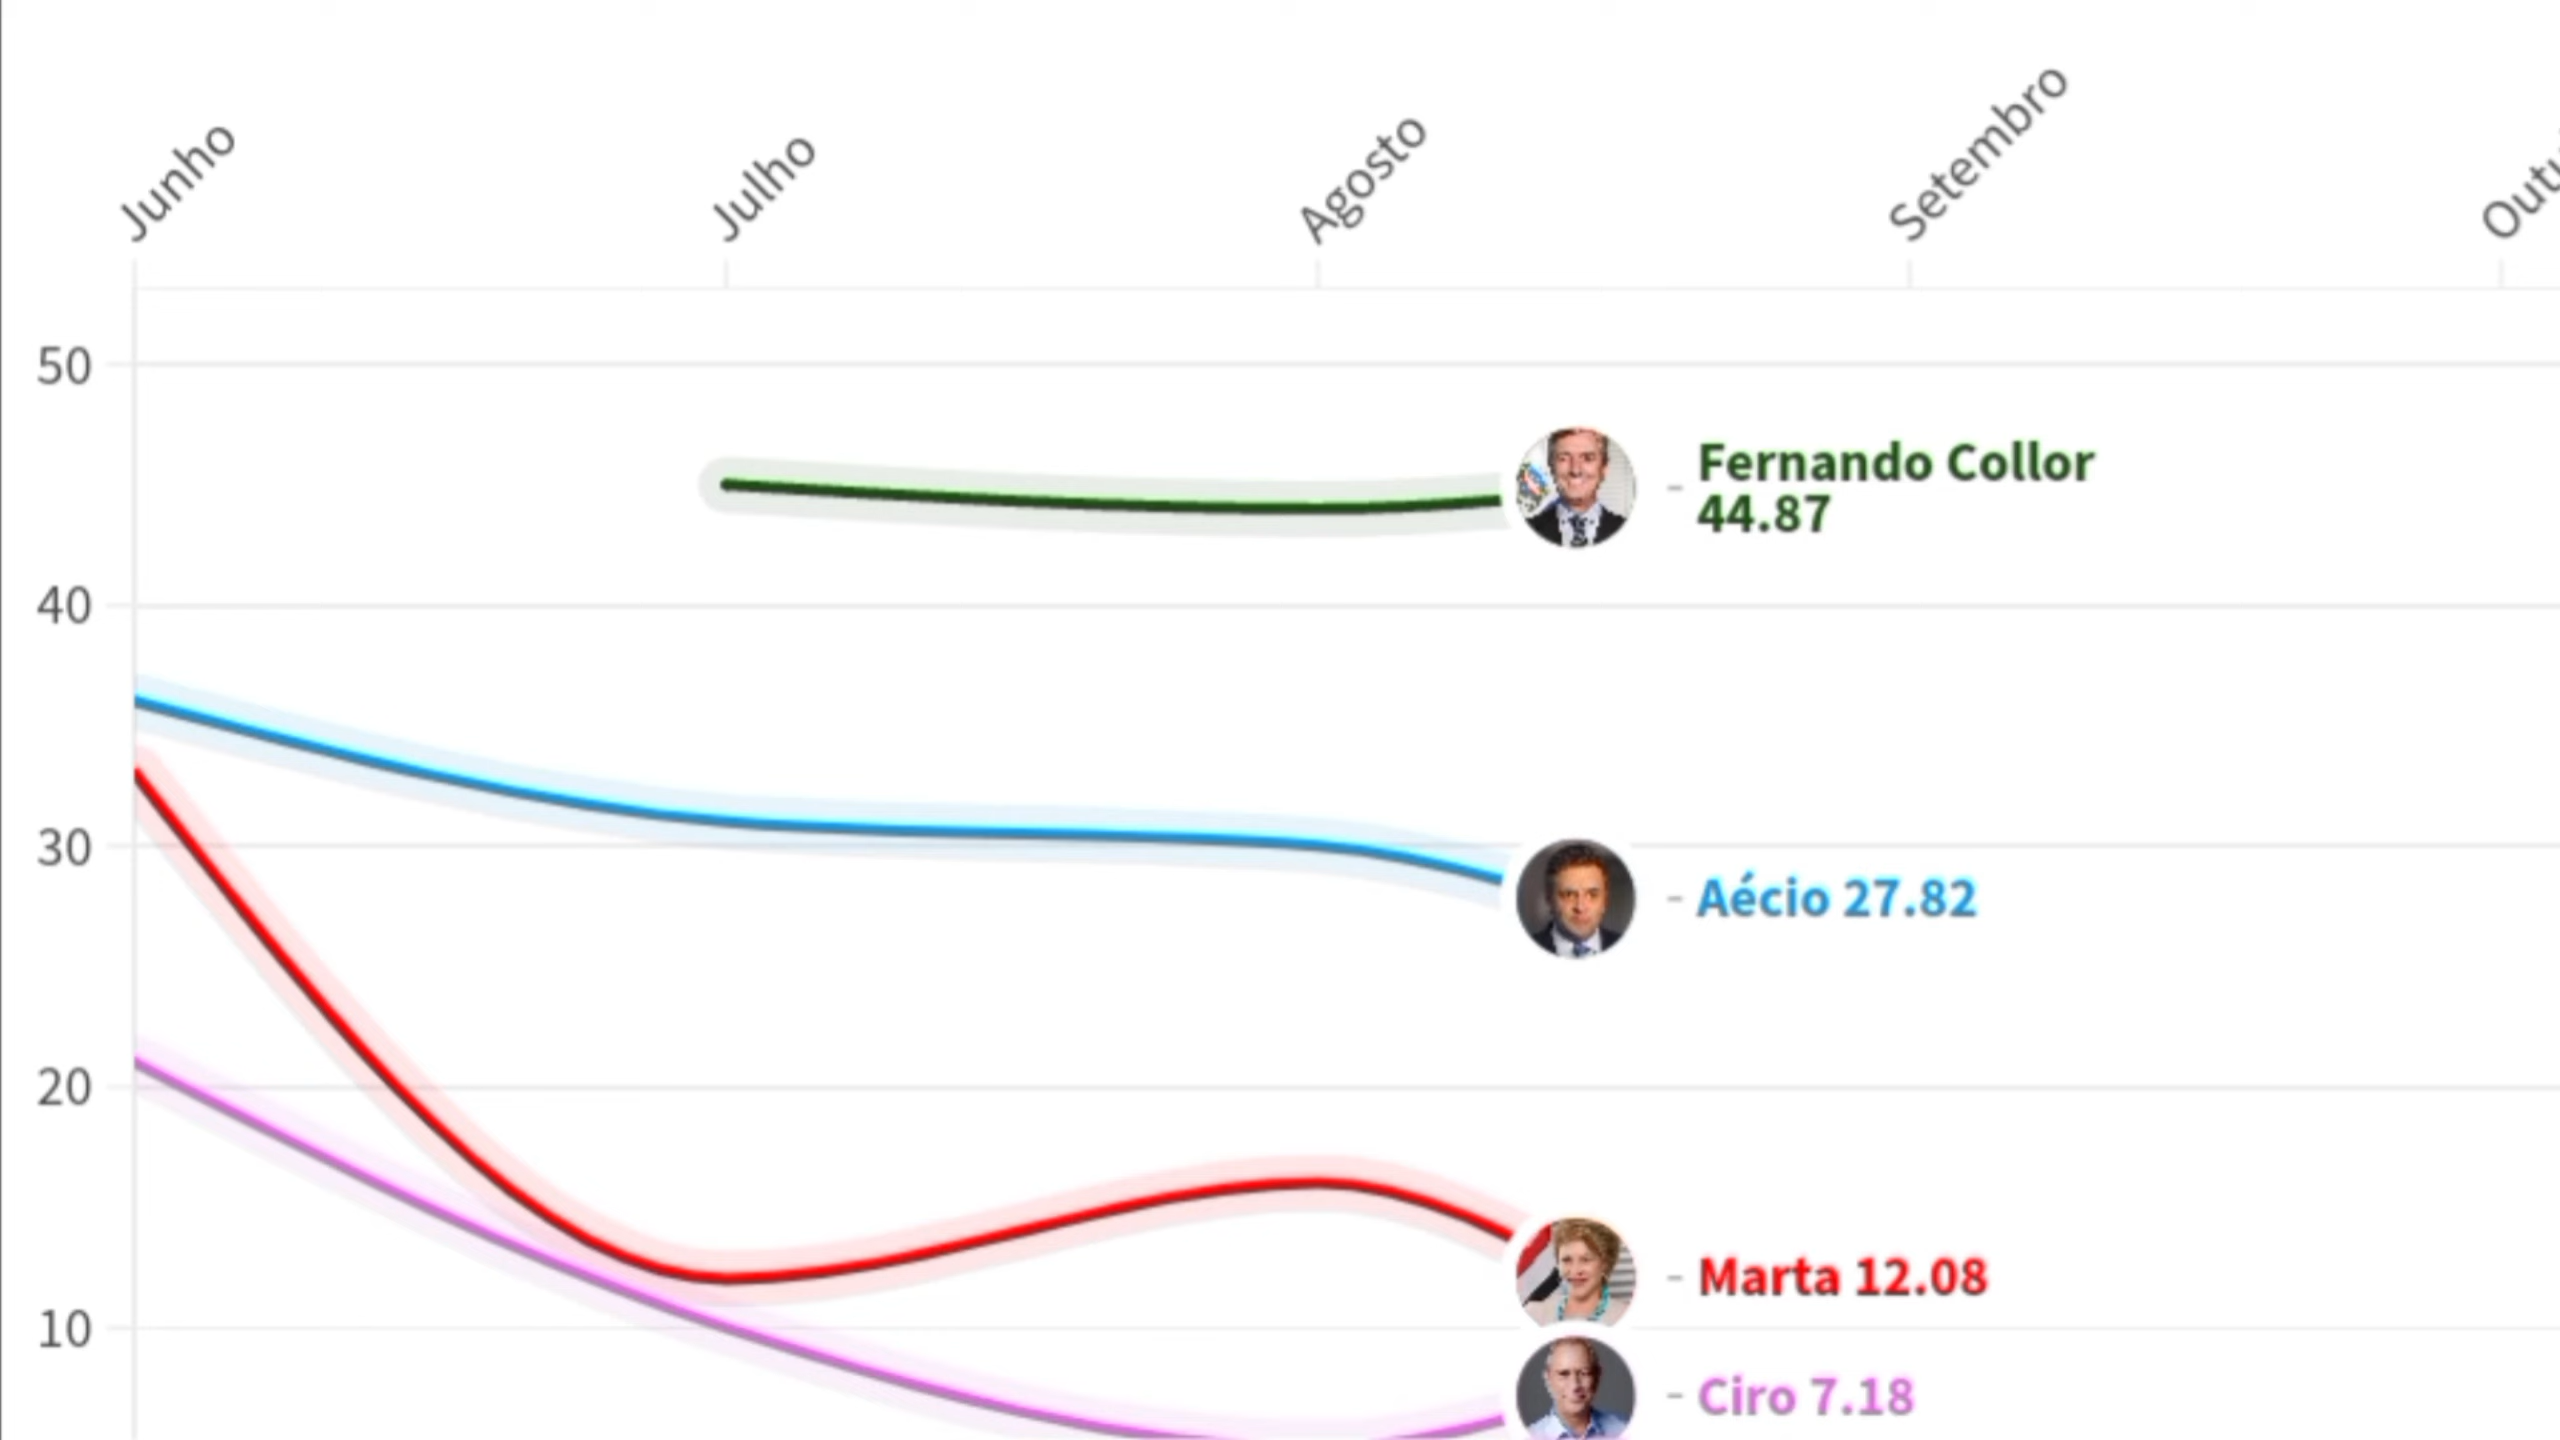 Junho
Julho
Agosto
Setembro
Outu
50
Fernando Collor
44.87
40
30
Aécio 27.82
20
Marta 12.08
10
Ciro 7.18